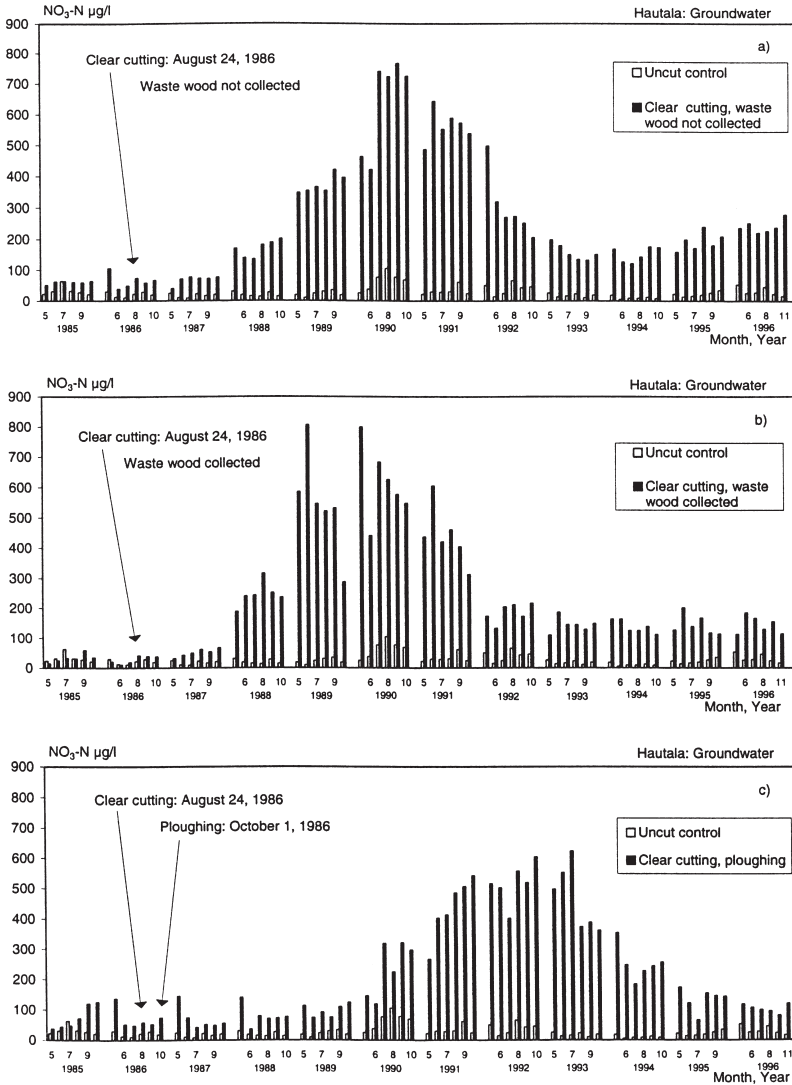 NO3-N µg/l Hautala: Groundwater
900 a)
Clear cutting: August 24, 1986
800
Waste wood not collected
Uncut control
700
Clear cutting, waste
wood not collected
600
500
400
300
200
100
0
5 7 9 6 8 10 5 7 9 6 8 10 5 7 9 6 8 10 5 7 9 6 8 10 5 7 9 6 8 10 5 7 9 6 8 11
1985 1986 1987 1988 1989 1990 1991 1992 1993 1994 1995 1996
Month, Year
NO3-N µg/l Hautala: Groundwater
900
b)
800
Clear cutting: August 24, 1986
Waste wood collected
Uncut control
700
Clear cutting, waste
wood collected
600
500
400
300
200
100
0
5 7 9 6 8 10 5 7 9 6 8 10 5 7 9 6 8 10 5 7 9 6 8 10 5 7 9 6 8 10 5 7 9 6 8 11
1985 1986 1987 1988 1989 1990 1991 1992 1993 1994 1995 1996
Month, Year
NO3-N µg/l Hautala: Groundwater
900
c)
Clear cutting: August 24, 1986
800
Ploughing: October 1, 1986
Uncut control
700
Clear cutting, ploughing
600
500
400
300
200
100
0
5 7 9 6 8 10 5 7 9 6 8 10 5 7 9 6 8 10 5 7 9 6 8 10 5 7 9 6 8 10 5 7 9 6 8 11
1985 1986 1987 1988 1989 1990 1991 1992 1993 1994 1995 1996
Month, Year